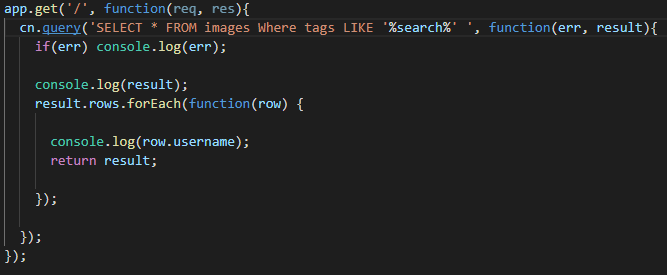 app.get('/', function(req, res){
cn.query('SELECT * FROM images Where tags LIKE '%search%' ', function(err, result){
if(err) console.log(err);
console.log(result);
result.rows.forEach(function(row) {
console.log(row.username);
return result;
});
});
});